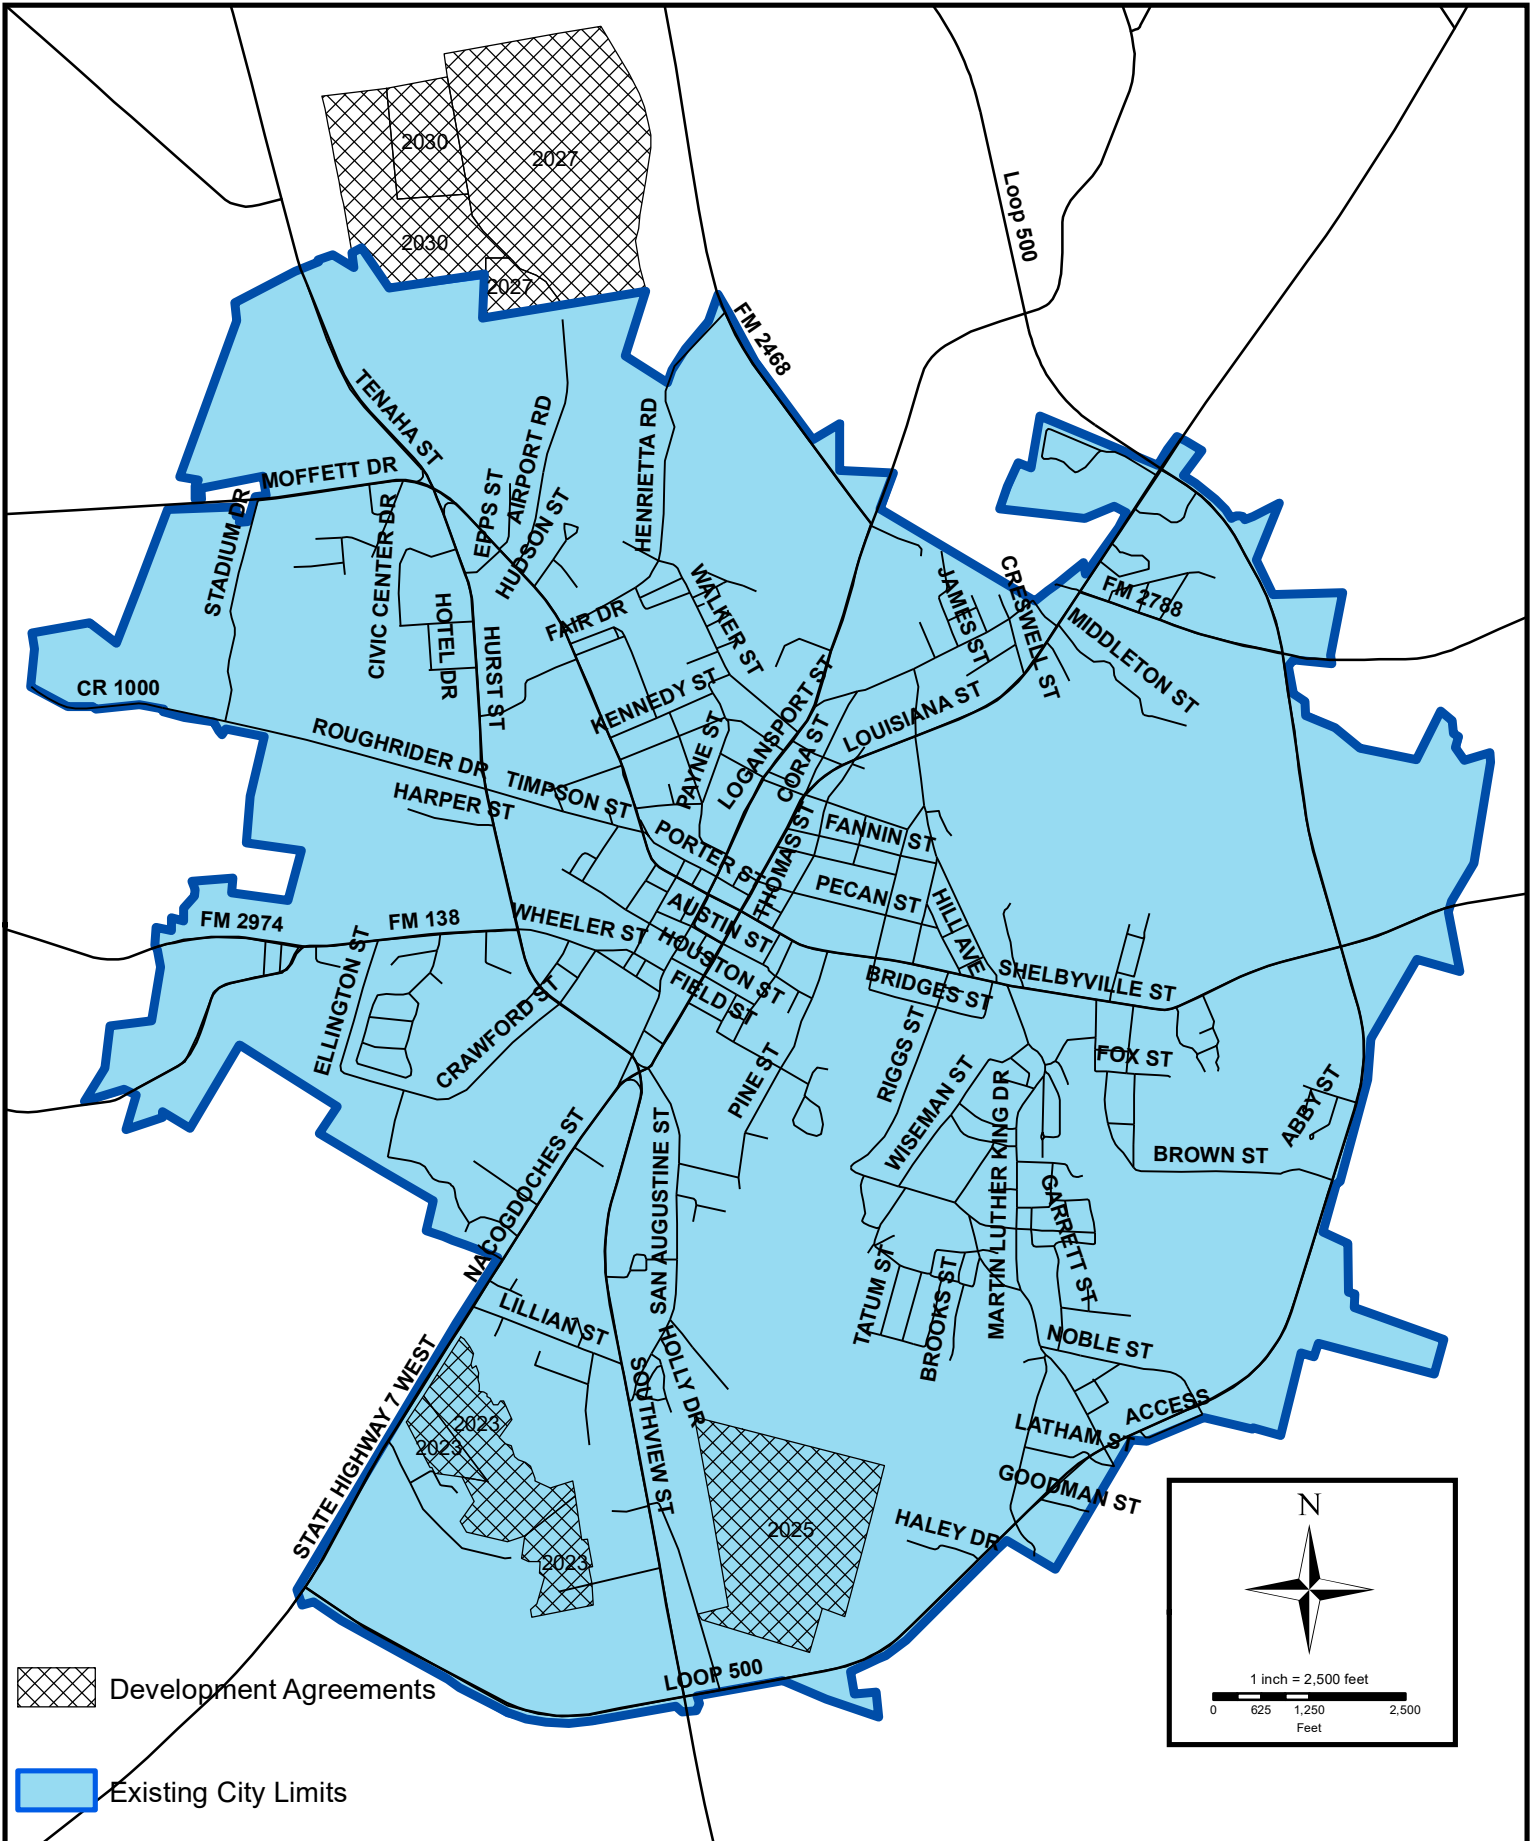 2030
2027
2030
2027
Loop 500
FM 2468
TENAHA ST
MOFFETT DR
AIRPORT RD
HENRIETTA RD
EPPS ST
HUDSON ST
STADIUM DR
CIVIC CENTER DR
HOTEL DR
HURST ST
FAIR DR
WALKER ST
JAMES ST
CRESWELL ST
FM 2788
MIDDLETON ST
CR 1000
KENNEDY ST
LOGANSPORT ST
LOUISIANA ST
ROUGHRIDER DR
PAYNE ST
CORA ST
TIMPSON ST
HARPER ST
PORTER ST
THOMAS ST
FANNIN ST
PECAN ST
HILL AVE
AUSTIN ST
FM 2974
FM 138
WHEELER ST
HOUSTON ST
FIELD ST
BRIDGES ST
SHELBYVILLE ST
ELLINGTON ST
CRAWFORD ST
PINE ST
RIGGS ST
WISEMAN ST
FOX ST
ABBY ST
BROWN ST
MARTIN LUTHER KING DR
GARRETT ST
NACOGDOCHES ST
SAN AUGUSTINE ST
TATUM ST
BROOKS ST
LILLIAN ST
HOLLY DR
NOBLE ST
STATE HIGHWAY 7 WEST
SOUTHVIEW ST
ACCESS
LATHAM ST
GOODMAN ST
HALEY DR
2023
2023
2025
2023
LOOP 500
N
1 inch = 2,500 feet
0 625 1,250 2,500
Feet
Development Agreements
Existing City Limits